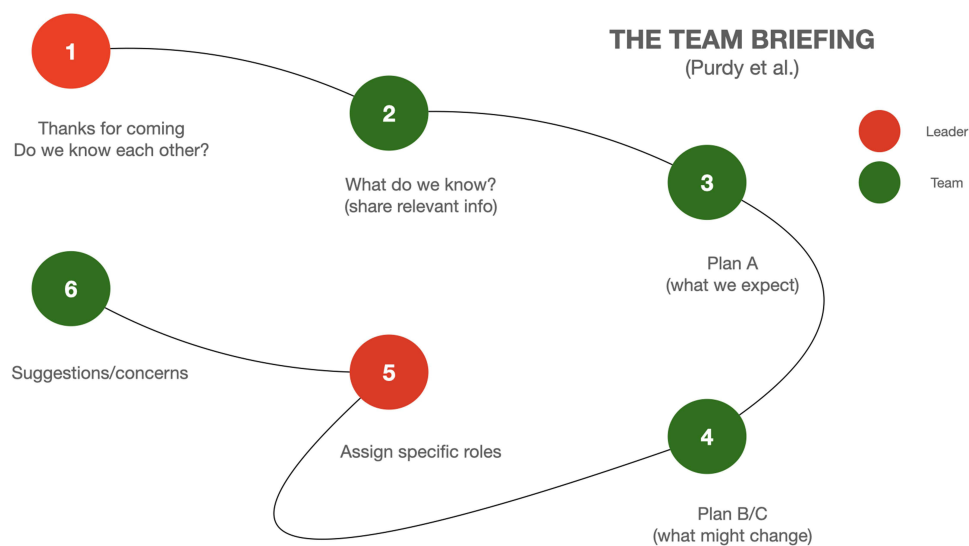 THE TEAM BRIEFING
(Purdy et al.)
Leader
Team
1
Thanks for coming
Do we know each other?
2
What do we know?
(share relevant info)
3
Plan A
(what we expect)
4
Plan B/C
(what might change)
5
Assign specific roles
6
Suggestions/concerns